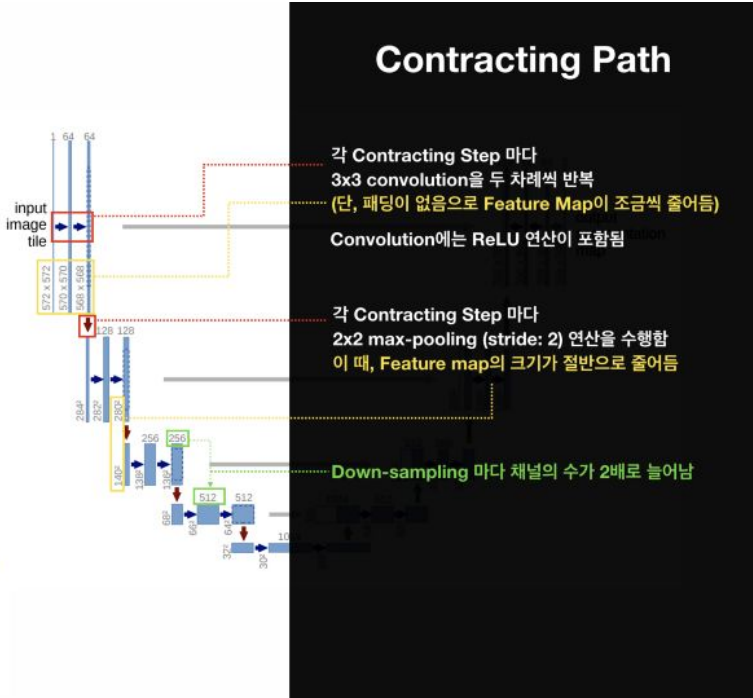 Contracting Path
1 64 64
input
image
tile
572 x 572
570 x 570
568 x 568
각 Contracting Step 마다
3x3 convolution을 두 차례씩 반복
(단, 패딩이 없음으로 Feature Map이 조금씩 줄어듬)
Convolution에는 ReLU 연산이 포함됨
128 128
284²
282²
280²
각 Contracting Step 마다
2x2 max-pooling (stride: 2) 연산을 수행함
이 때, Feature map의 크기가 절반으로 줄어듬
256 256
140²
138²
136²
Down-sampling 마다 채널의 수가 2배로 늘어남
512 512
68²
66²
64²
32²
30²